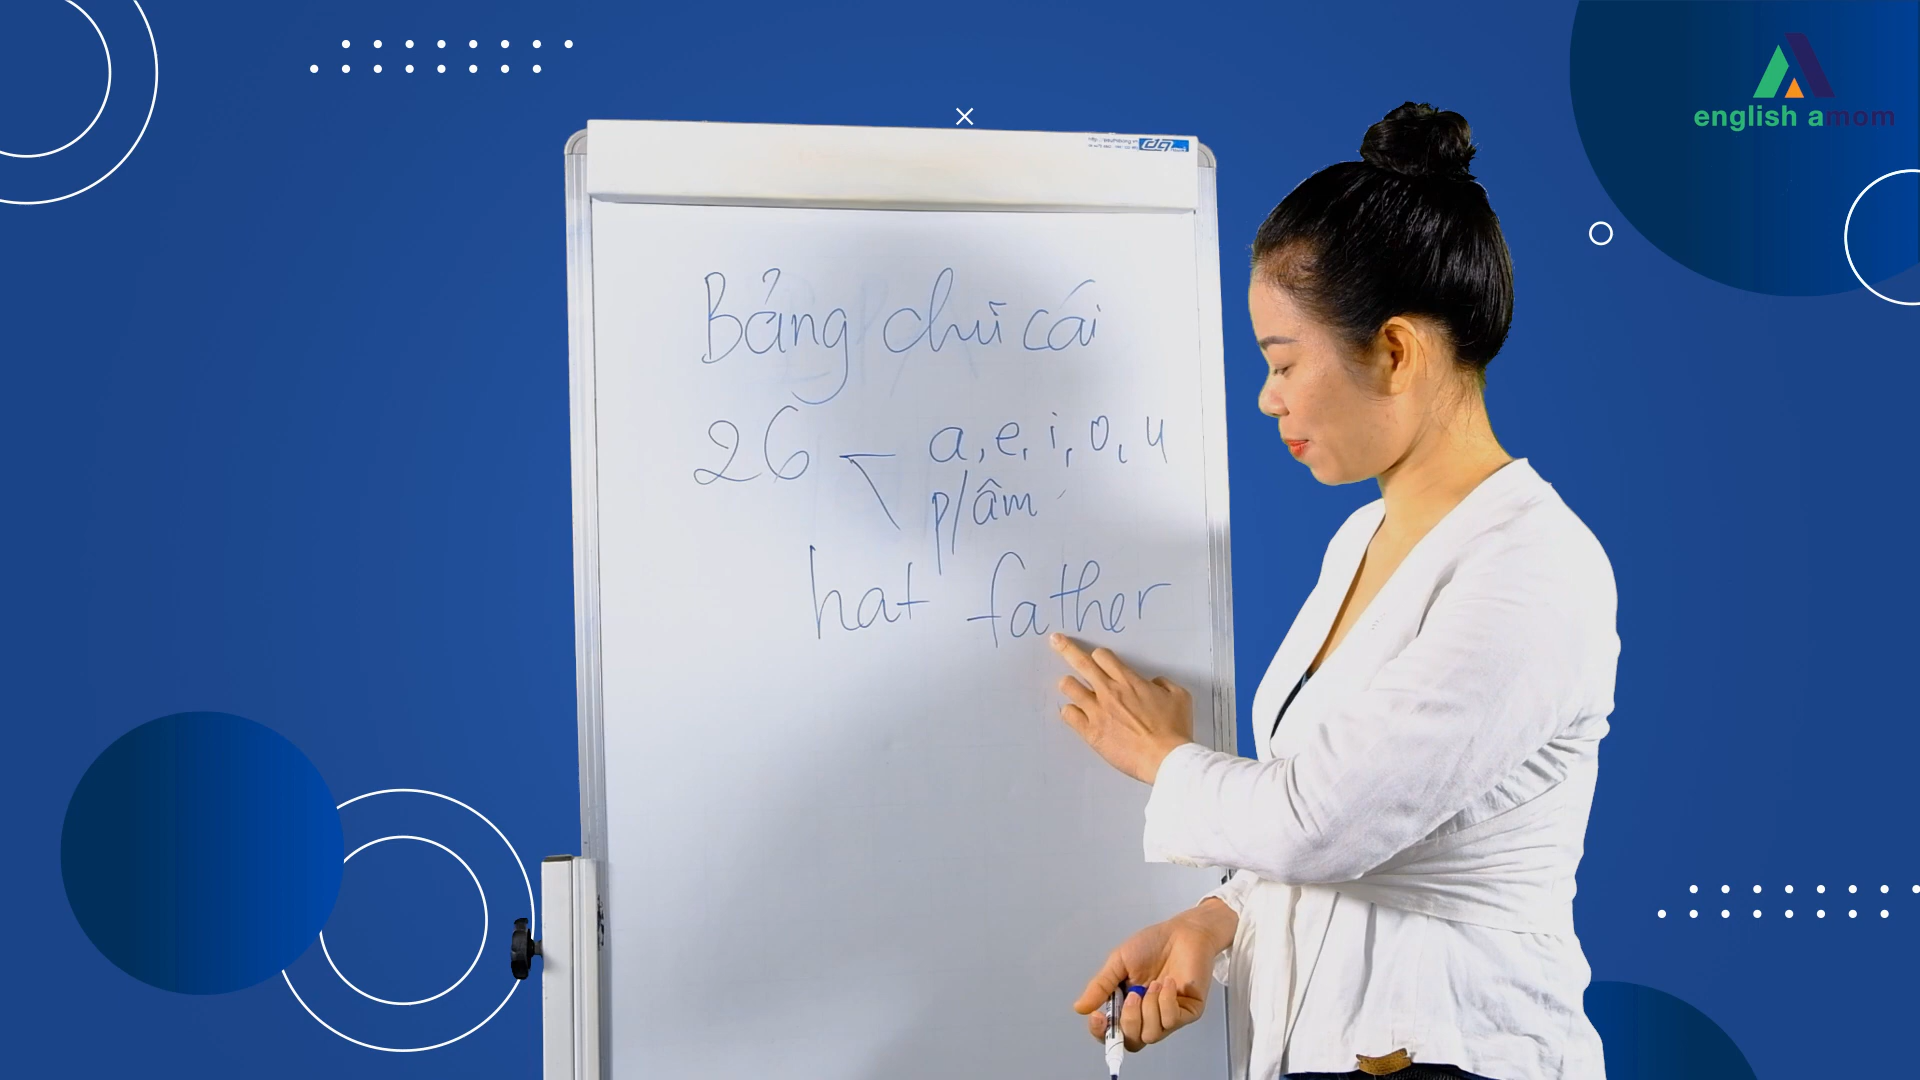 english amom
Bảng chữ cái
26 a, e, i, o, u
p/âm
hat father